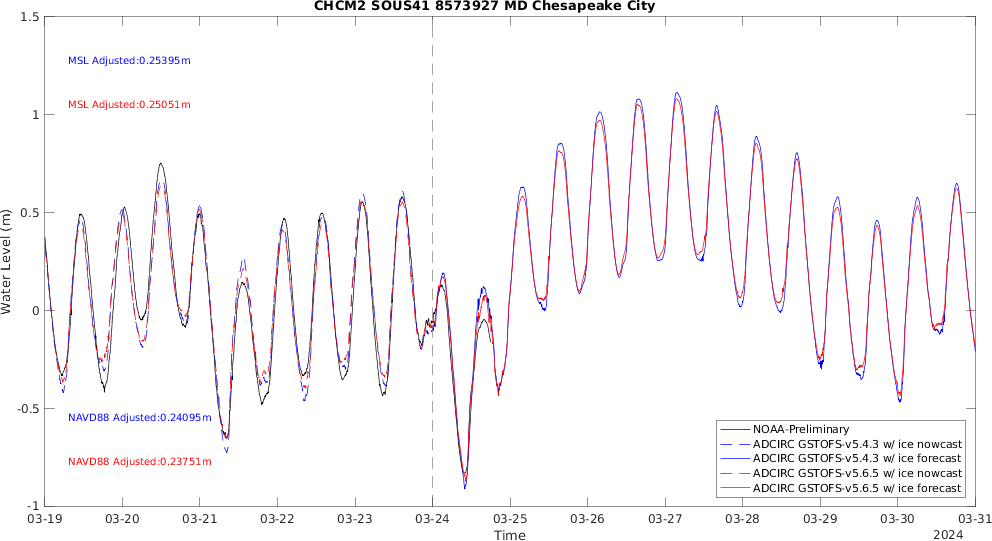 CHCM2 SOUS41 8573927 MD Chesapeake City
1.5
1
0.5
0
-0.5
-1
Water Level (m)
MSL Adjusted:0.25395m
MSL Adjusted:0.25051m
NAVD88 Adjusted:0.24095m
NAVD88 Adjusted:0.23751m
NOAA-Preliminary
ADCIRC GSTOFS-v5.4.3 w/ ice nowcast
ADCIRC GSTOFS-v5.4.3 w/ ice forecast
ADCIRC GSTOFS-v5.6.5 w/ ice nowcast
ADCIRC GSTOFS-v5.6.5 w/ ice forecast
03-19 03-20 03-21 03-22 03-23 03-24 03-25 03-26 03-27 03-28 03-29 03-30 03-31
Time
2024